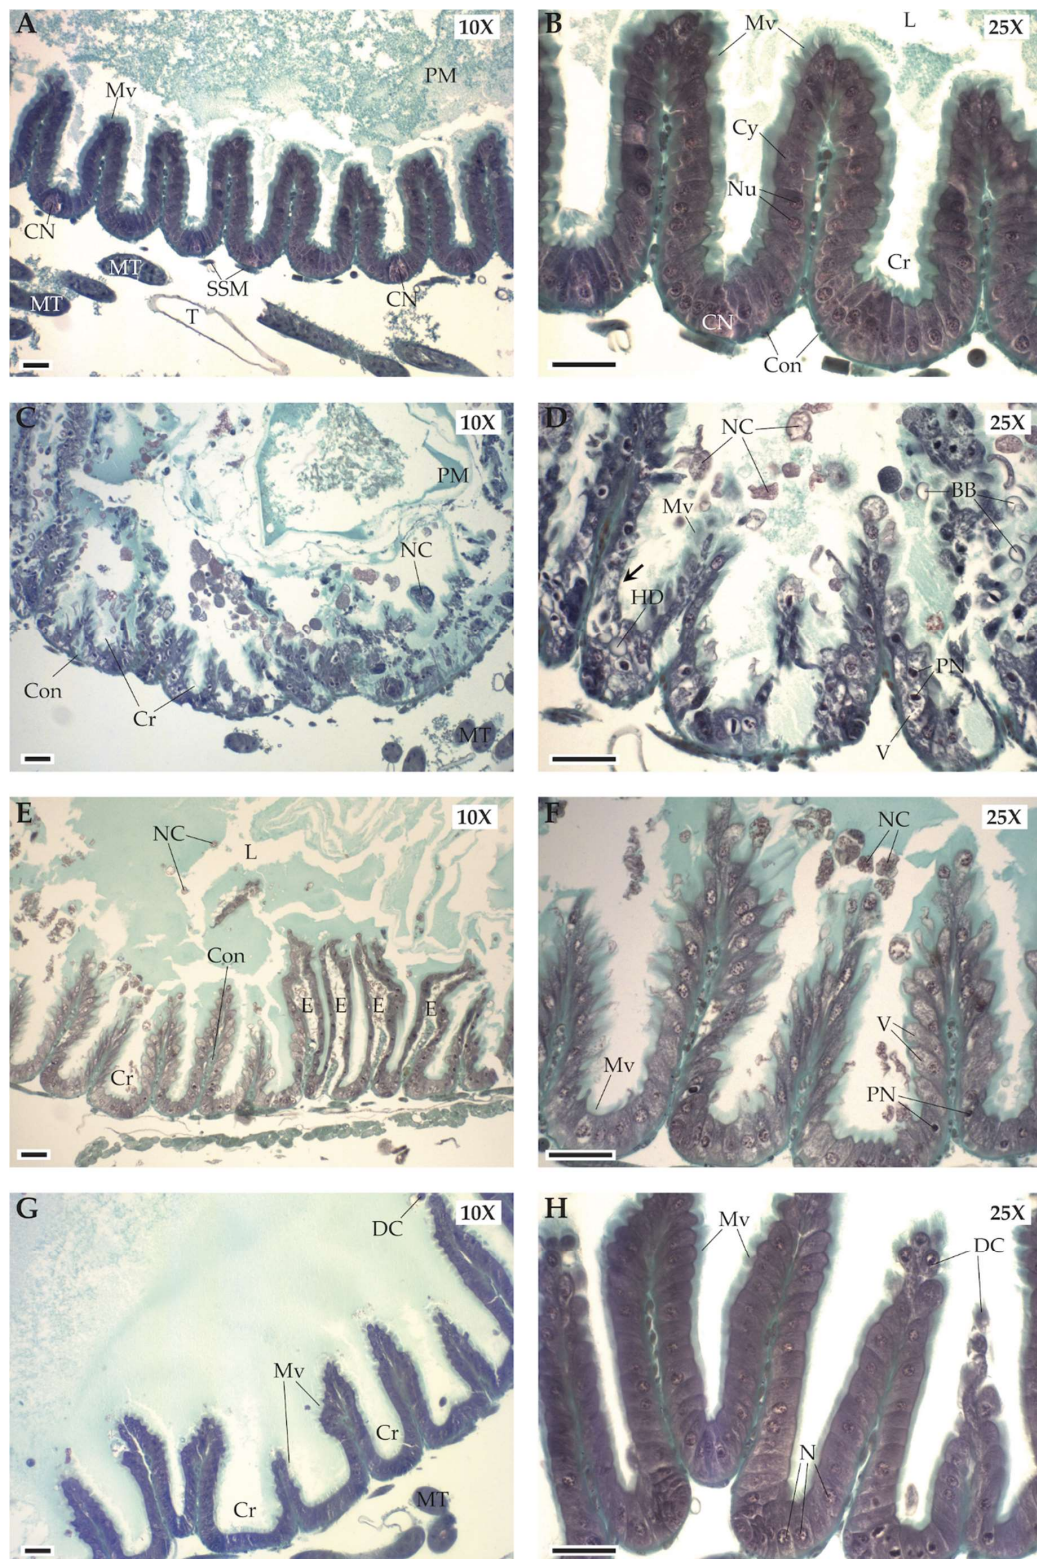 A 10X
PM
Mv
CN
MT
MT
SSM
T
CN
B 25X
Mv
L
Cy
Nu
Cr
CN
Con
C 10X
PM
NC
Con
Cr
MT
D 25X
NC
BB
Mv
HD
PN
V
E 10X
NC
L
Con
E E E E
Cr
F 25X
NC
V
Mv
PN
G 10X
DC
Mv
Cr
Cr
MT
H 25X
Mv
DC
N